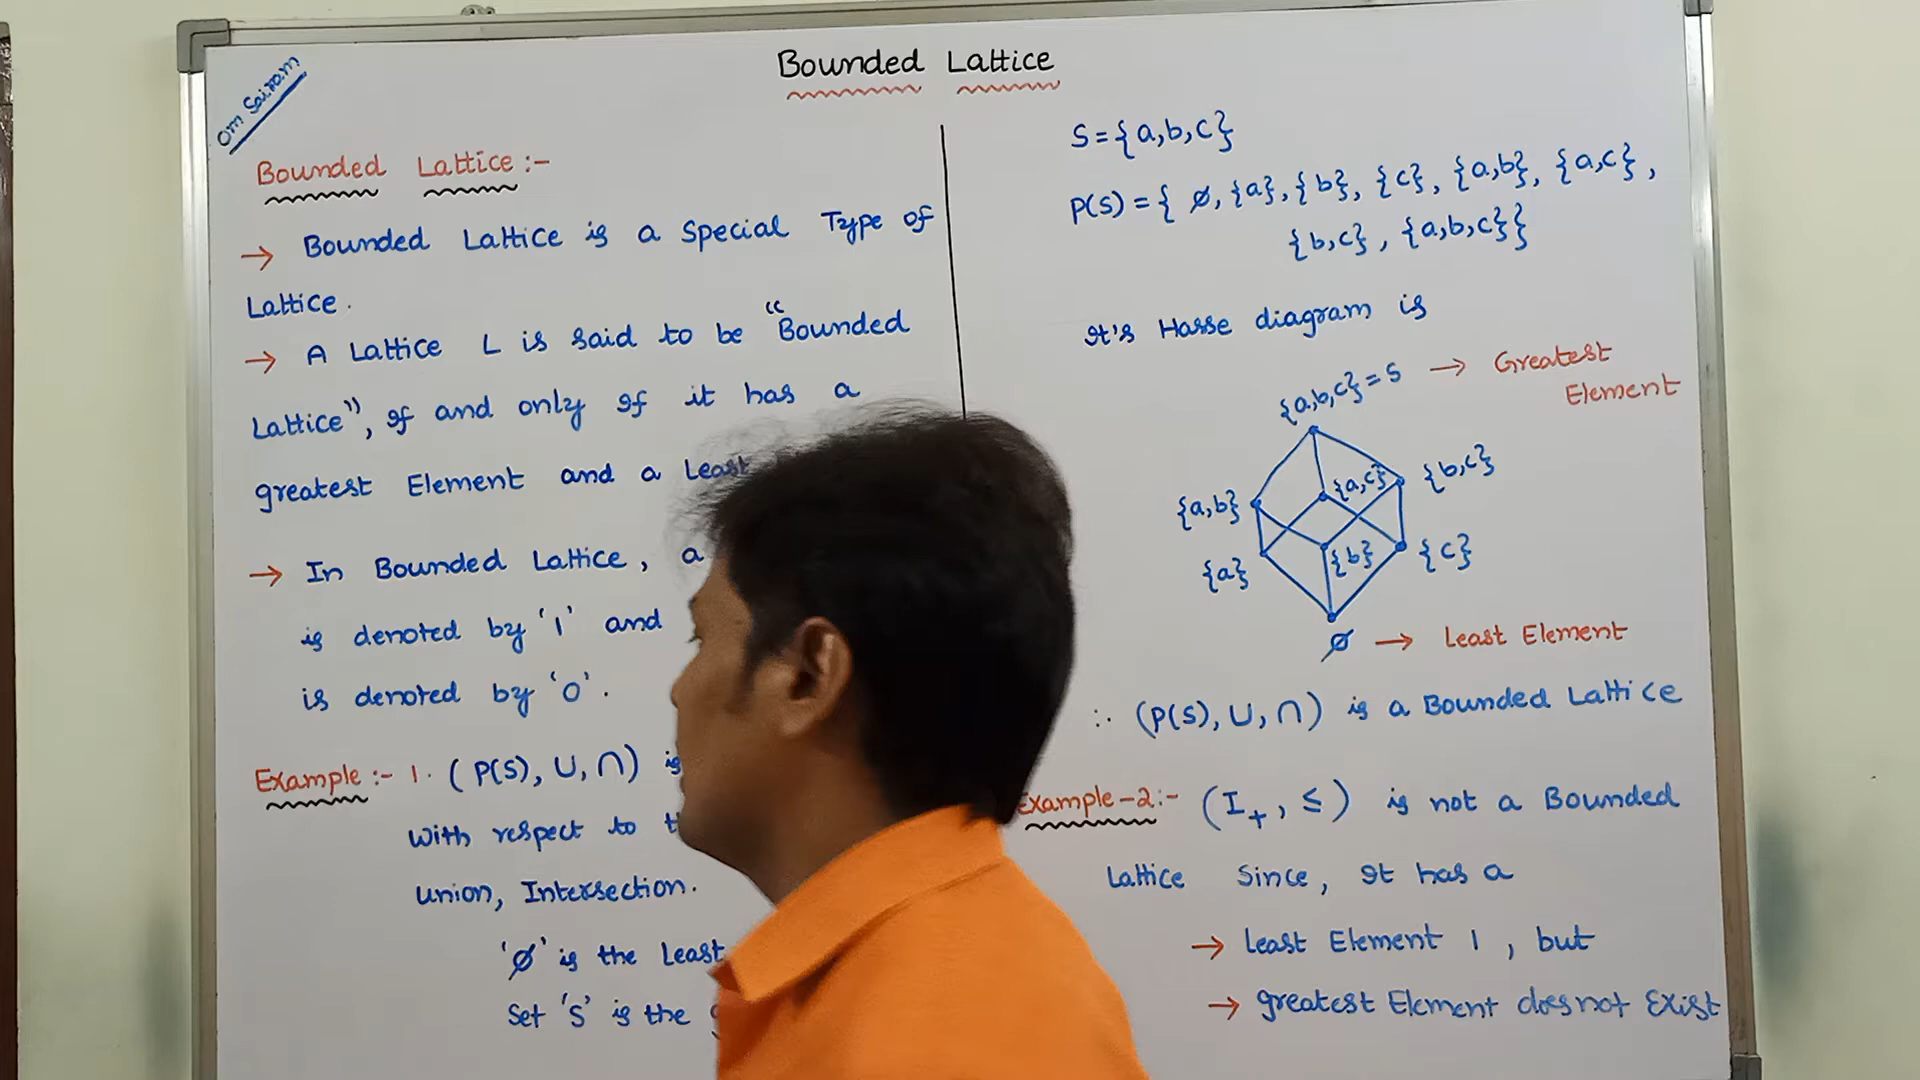 Bounded Lattice
Om Sairam
Bounded Lattice :-
→ Bounded Lattice is a Special Type of
Lattice.
→ A Lattice L is said to be "Bounded
Lattice", If and only If it has a
greatest Element and a Least
→ In Bounded Lattice, a
is denoted by '1' and
is denoted by '0'.
Example :- 1. (P(S), ∪, ∩) is
With respect to
Union, Intersection.
'Ø' is the Least
Set 'S' is the
S = {a,b,c}
P(S) = { Ø, {a}, {b}, {c}, {a,b}, {a,c},
{b,c}, {a,b,c}}
It's Hasse diagram is
{a,b,c} = S → Greatest
Element
{a,b} {a,c} {b,c}
{a} {b} {c}
Ø → Least Element
∴ (P(S), ∪, ∩) is a Bounded Lattice
Example-2:- (I₊, ≤) is not a Bounded
Lattice Since, It has a
→ Least Element 1, but
→ greatest Element does not Exist